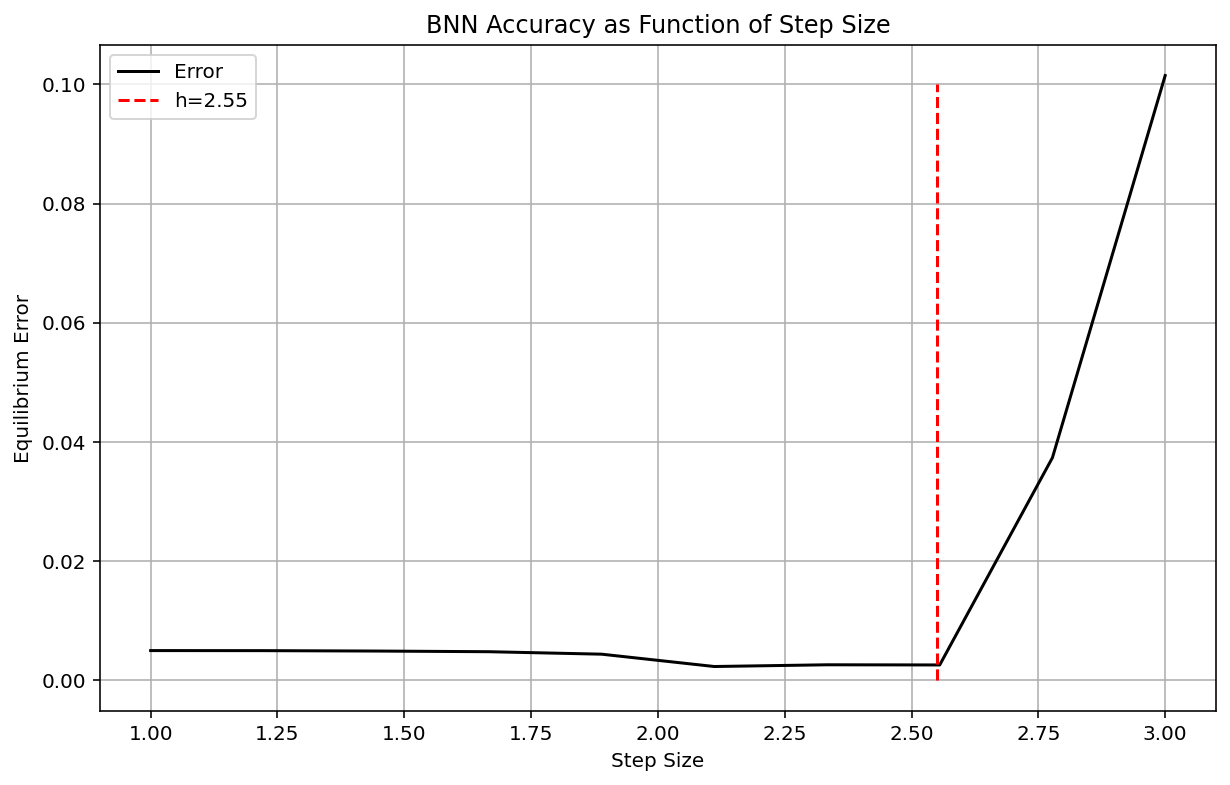 BNN Accuracy as Function of Step Size
Error
h=2.55
Equilibrium Error
0.10
0.08
0.06
0.04
0.02
0.00
1.00 1.25 1.50 1.75 2.00 2.25 2.50 2.75 3.00
Step Size